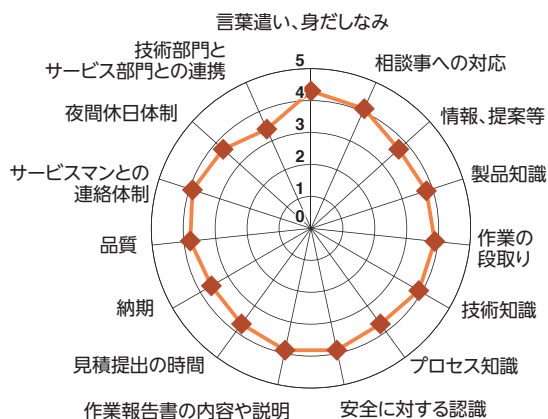 言葉遣い、身だしなみ
相談事への対応
情報、提案等
製品知識
作業の
段取り
技術知識
プロセス知識
安全に対する認識
作業報告書の内容や説明
見積提出の時間
納期
品質
サービスマンとの
連絡体制
夜間休日体制
技術部門と
サービス部門との連携
5
4
3
2
1
0